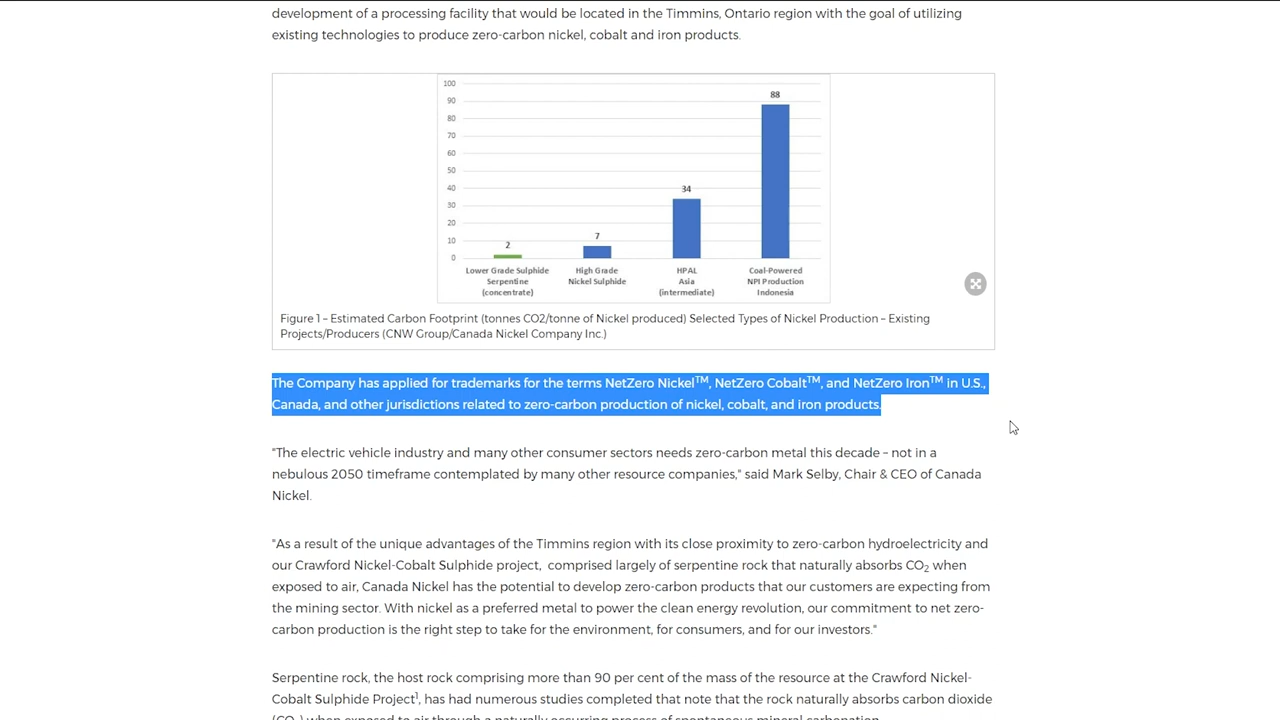 development of a processing facility that would be located in the Timmins, Ontario region with the goal of utilizing
existing technologies to produce zero-carbon nickel, cobalt and iron products.
100
90
80
70
60
50
40
30
20
10
0
2
7
34
88
Lower Grade Sulphide
Serpentine
(concentrate)
High Grade
Nickel Sulphide
HPAL
Asia
(intermediate)
Coal-Powered
NPI Production
Indonesia
Figure 1 – Estimated Carbon Footprint (tonnes CO2/tonne of Nickel produced) Selected Types of Nickel Production – Existing
Projects/Producers (CNW Group/Canada Nickel Company Inc.)
The Company has applied for trademarks for the terms NetZero Nickel™, NetZero Cobalt™, and NetZero Iron™ in U.S.,
Canada, and other jurisdictions related to zero-carbon production of nickel, cobalt, and iron products.
"The electric vehicle industry and many other consumer sectors needs zero-carbon metal this decade – not in a
nebulous 2050 timeframe contemplated by many other resource companies," said Mark Selby, Chair & CEO of Canada
Nickel.
"As a result of the unique advantages of the Timmins region with its close proximity to zero-carbon hydroelectricity and
our Crawford Nickel-Cobalt Sulphide project,  comprised largely of serpentine rock that naturally absorbs CO₂ when
exposed to air, Canada Nickel has the potential to develop zero-carbon products that our customers are expecting from
the mining sector. With nickel as a preferred metal to power the clean energy revolution, our commitment to net zero-
carbon production is the right step to take for the environment, for consumers, and for our investors."
Serpentine rock, the host rock comprising more than 90 per cent of the mass of the resource at the Crawford Nickel-
Cobalt Sulphide Project¹, has had numerous studies completed that note that the rock naturally absorbs carbon dioxide
(CO₂) when exposed to air through a naturally occurring process of spontaneous mineral carbonation.